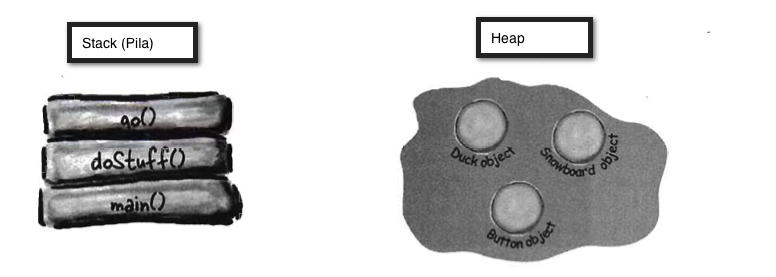 Stack (Pila)
go()
doStuff()
main()
Heap
Duck object
Snowboard object
Button object